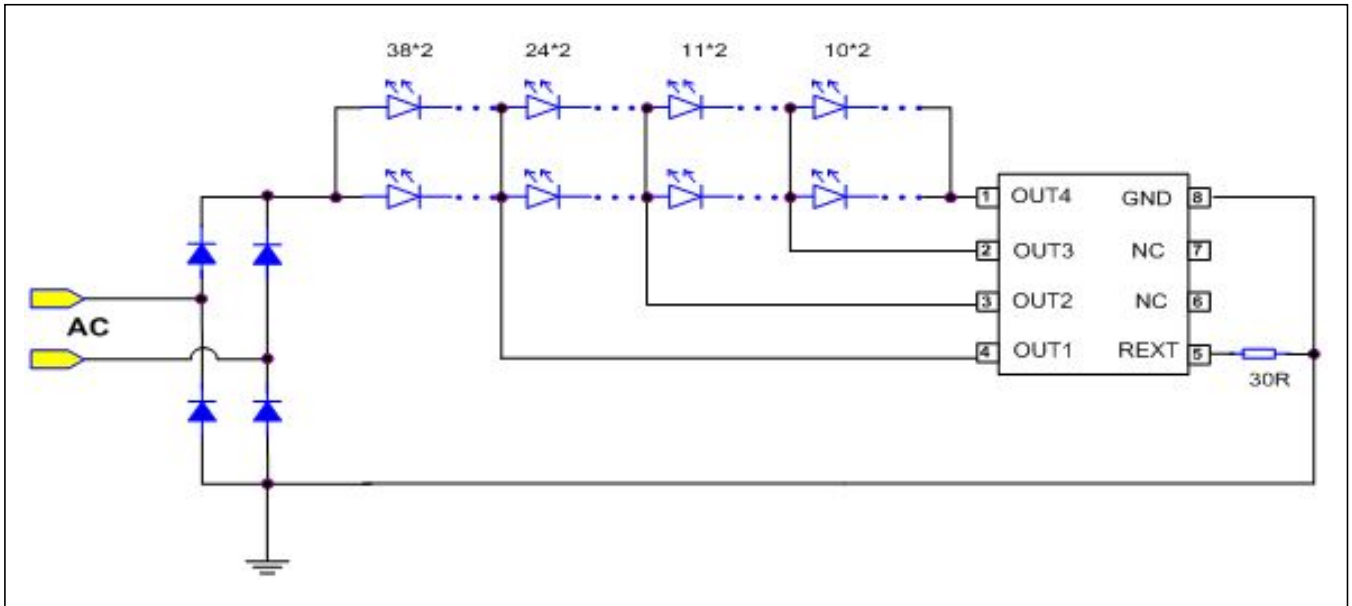 38*2 24*2 11*2 10*2
AC
1 OUT4 GND 8
2 OUT3 NC 7
3 OUT2 NC 6
4 OUT1 REXT 5
30R